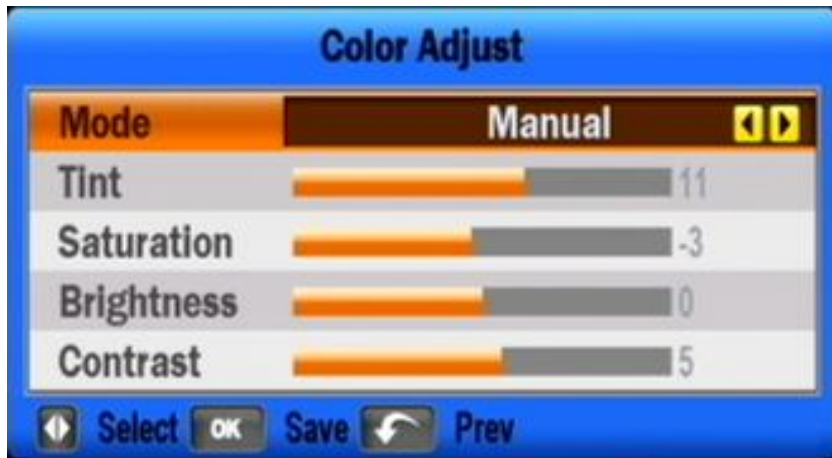 Color Adjust
Mode Manual
Tint 11
Saturation -3
Brightness 0
Contrast 5
Select OK Save Prev